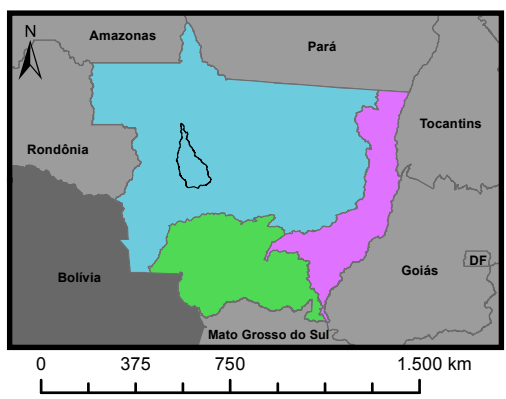 N
Amazonas
Pará
Tocantins
Rondônia
Goiás
DF
Bolívia
Mato Grosso do Sul
0 375 750 1.500 km